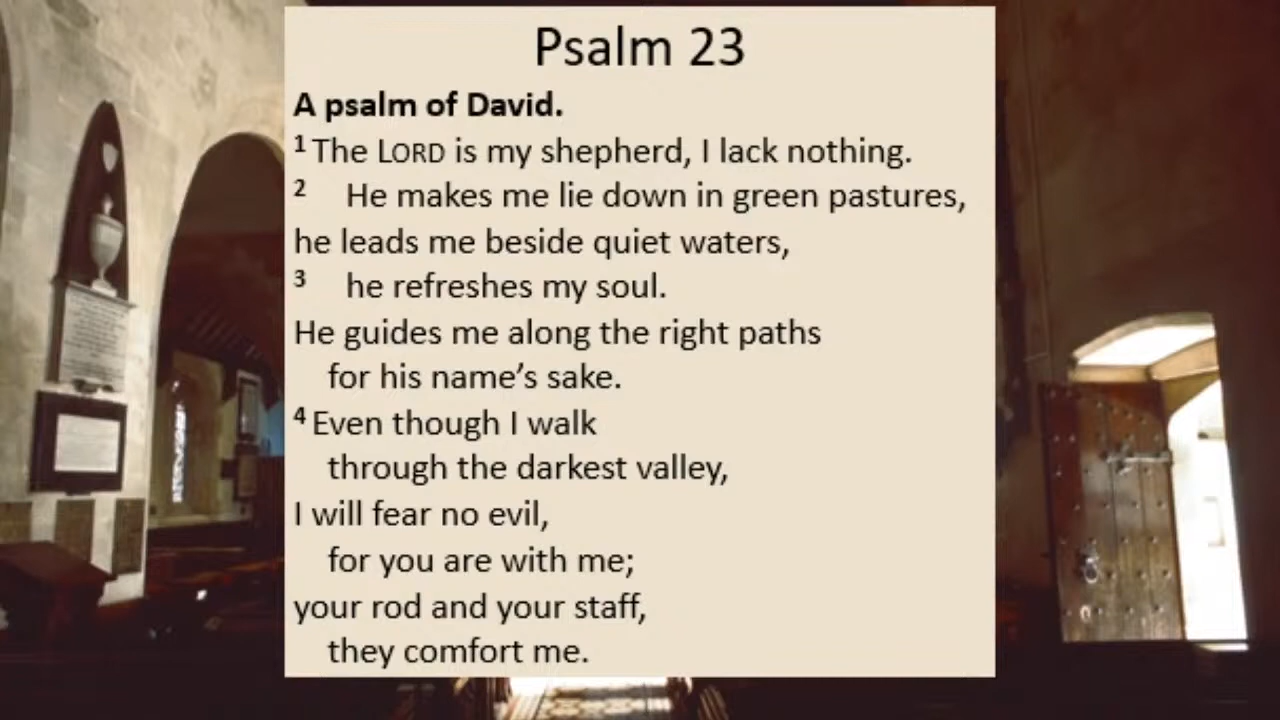 Psalm 23
A psalm of David.
1 The LORD is my shepherd, I lack nothing.
2 He makes me lie down in green pastures,
he leads me beside quiet waters,
3 he refreshes my soul.
He guides me along the right paths
for his name’s sake.
4 Even though I walk
through the darkest valley,
I will fear no evil,
for you are with me;
your rod and your staff,
they comfort me.